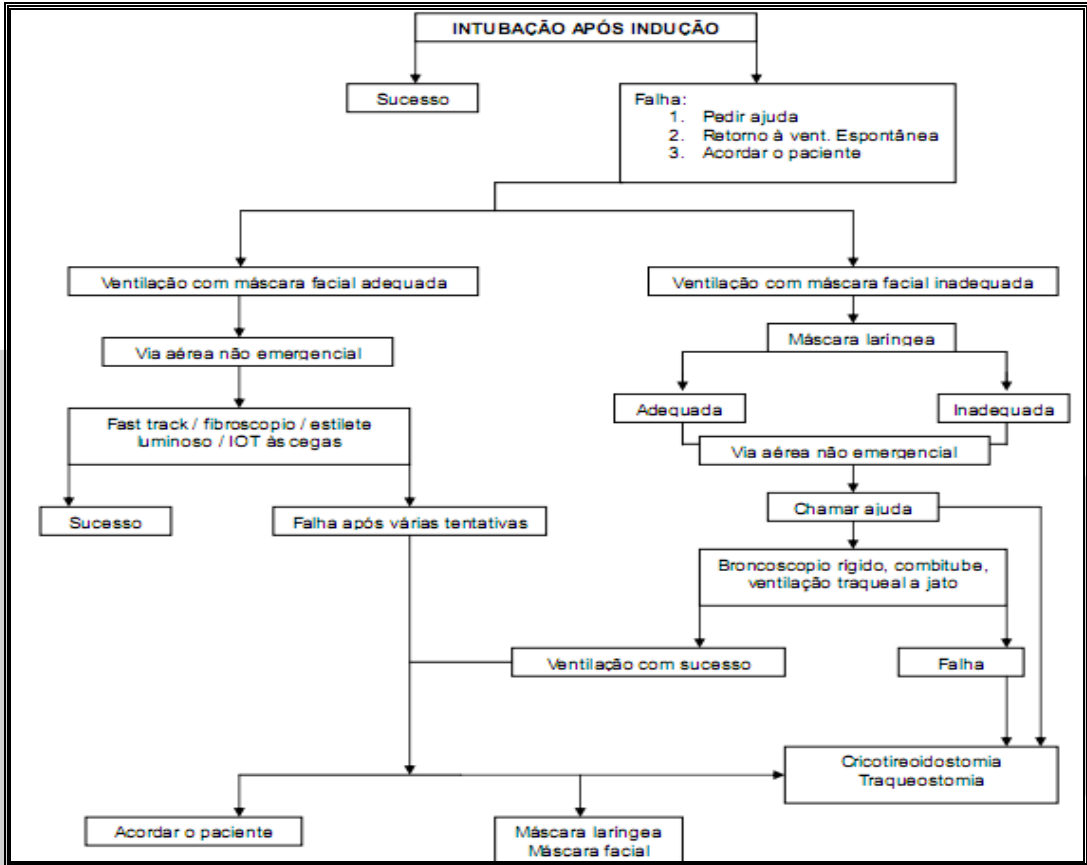 INTUBAÇÃO APÓS INDUÇÃO
Sucesso
Falha:
1. Pedir ajuda
2. Retorno à vent. Espontânea
3. Acordar o paciente
Ventilação com máscara facial adequada
Ventilação com máscara facial inadequada
Via aérea não emergencial
Máscara laríngea
Adequada
Inadequada
Fast track / fibroscopio / estilete
luminoso / IOT às cegas
Via aérea não emergencial
Sucesso
Falha após várias tentativas
Chamar ajuda
Broncoscopio rígido, combitube,
ventilação traqueal a jato
Ventilação com sucesso
Falha
Cricotireoidostomia
Traqueostomia
Acordar o paciente
Máscara laríngea
Máscara facial